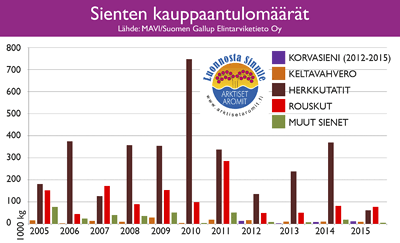 Sienten kauppaantulomäärät
Lähde: MAVI/Suomen Gallup Elintarviketieto Oy
800
700
600
500
400
300
200
100
0
1000 kg
2005 2006 2007 2008 2009 2010 2011 2012 2013 2014 2015
Luonnosta Sinulle
ARKTISET
AROMIT
www.arktisetaromit.fi
KORVASIENI (2012-2015)
KELTAVAHVERO
HERKKUTATIT
ROUSKUT
MUUT SIENET